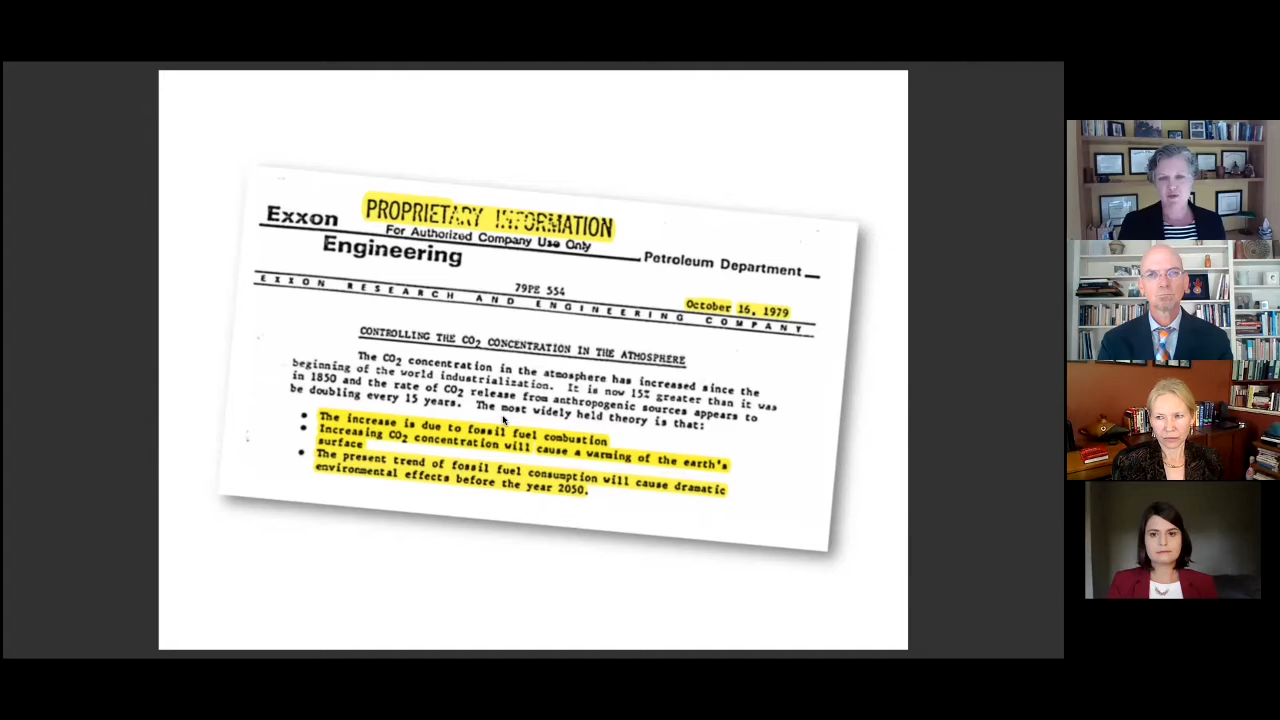 PROPRIETARY INFORMATION
For Authorized Company Use Only
Exxon
Engineering
Petroleum Department
79PE 554
October 16, 1979
EXXON RESEARCH AND ENGINEERING COMPANY
CONTROLLING THE CO2 CONCENTRATION IN THE ATMOSPHERE
The CO2 concentration in the atmosphere has increased since the
beginning of the world industrialization. It is now 15% greater than it was
in 1850 and the rate of CO2 release from anthropogenic sources appears to
be doubling every 15 years. The most widely held theory is that:
• The increase is due to fossil fuel combustion
• Increasing CO2 concentration will cause a warming of the earth's
surface
• The present trend of fossil fuel consumption will cause dramatic
environmental effects before the year 2050.